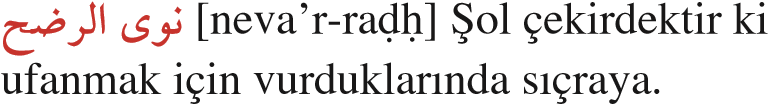 نوى الرضح [neva’r-raḍḥ] Şol çekirdektir ki
ufanmak için vurduklarında sıçraya.